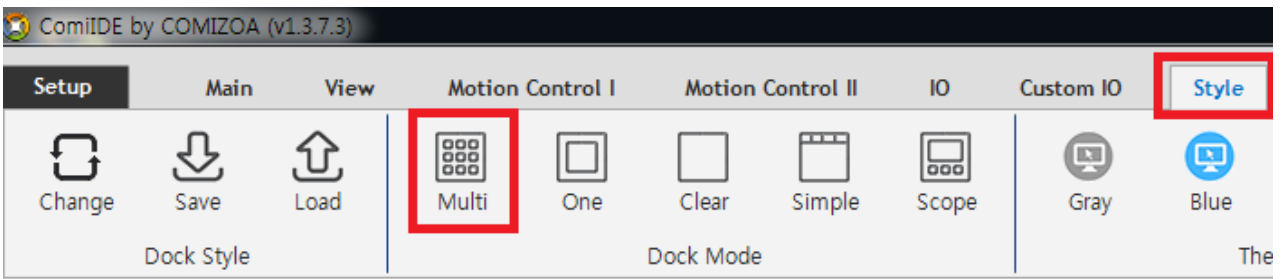 ComiIDE by COMIZOA (v1.3.7.3)
Setup Main View Motion Control I Motion Control II IO Custom IO Style
Change Save Load Multi One Clear Simple Scope Gray Blue
Dock Style Dock Mode The